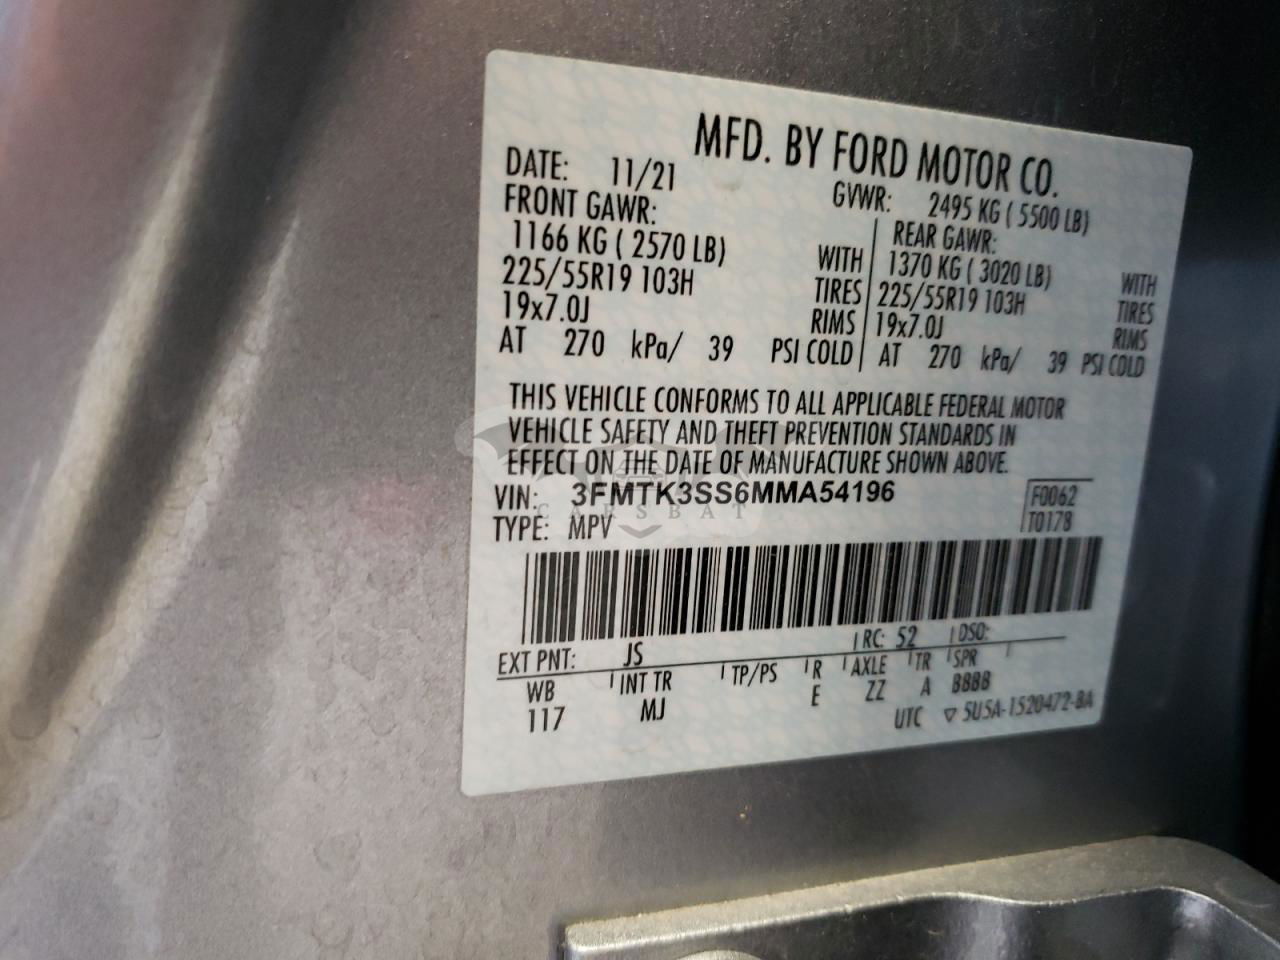 MFD. BY FORD MOTOR CO.
DATE: 11/21 GVWR: 2495 KG ( 5500 LB)
FRONT GAWR: REAR GAWR:
1166 KG ( 2570 LB) WITH 1370 KG ( 3020 LB) WITH
225/55R19 103H TIRES 225/55R19 103H TIRES
19x7.0J RIMS 19x7.0J RIMS
AT 270 kPa/ 39 PSI COLD AT 270 kPa/ 39 PSI COLD
THIS VEHICLE CONFORMS TO ALL APPLICABLE FEDERAL MOTOR
VEHICLE SAFETY AND THEFT PREVENTION STANDARDS IN
EFFECT ON THE DATE OF MANUFACTURE SHOWN ABOVE.
VIN: 3FMTK3SS6MMA54196 F0062
CARSBAT
TYPE: MPV T0178
EXT PNT: JS RC: 52 DSO:
WB INT TR TP/PS R AXLE TR SPR
117 MJ E ZZ A BBBB
UTC ▽ 5U5A-1520472-BA